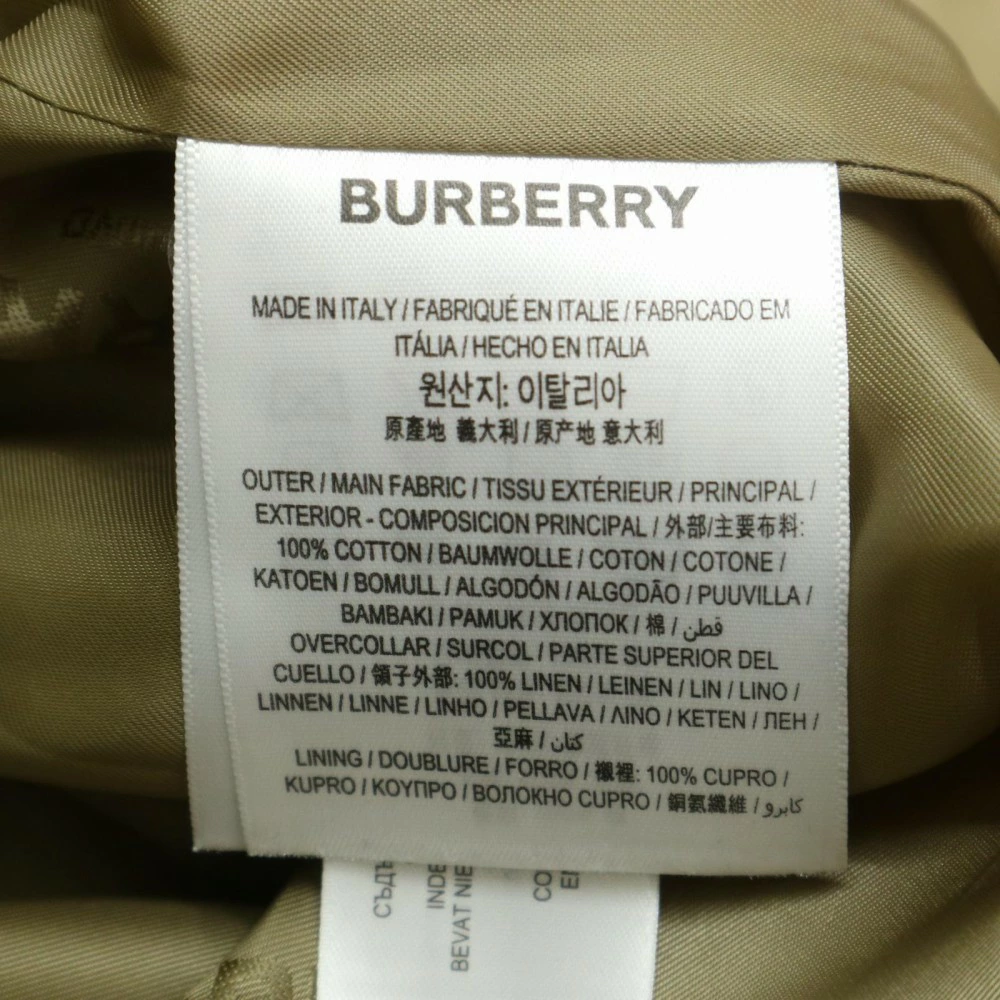 BURBERRY
MADE IN ITALY / FABRIQUÉ EN ITALIE / FABRICADO EM
ITÁLIA / HECHO EN ITALIA
원산지: 이탈리아
原產地 義大利 / 原产地 意大利
OUTER / MAIN FABRIC / TISSU EXTÉRIEUR / PRINCIPAL /
EXTERIOR - COMPOSICION PRINCIPAL / 外部/主要布料:
100% COTTON / BAUMWOLLE / COTON / COTONE /
KATOEN / BOMULL / ALGODÓN / ALGODÃO / PUUVILLA /
BAMBAKI / PAMUK / ХЛОПОК / 棉 / قطن
OVERCOLLAR / SURCOL / PARTE SUPERIOR DEL
CUELLO / 領子外部: 100% LINEN / LEINEN / LIN / LINO /
LINNEN / LINNE / LINHO / PELLAVA / ΛΙΝΟ / KETEN / ЛЕН /
亞麻 / كتان
LINING / DOUBLURE / FORRO / 襯裡: 100% CUPRO /
KUPRO / ΚΟΥΠΡΟ / ВОЛОКНО CUPRO / 銅氨纖維 / كابرو
BEVAT NIE